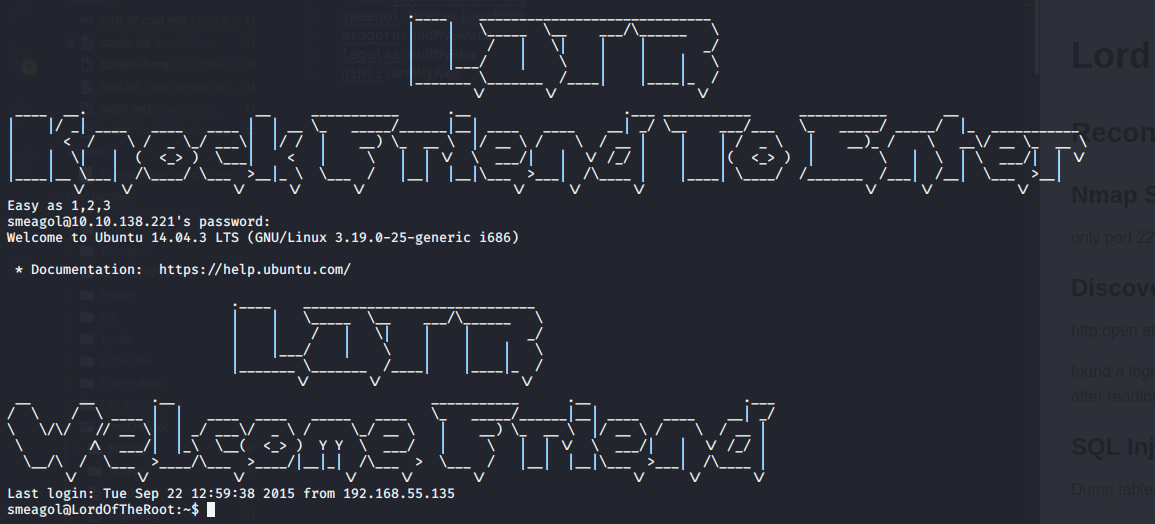 LOTR
Knock Friend To Enter
Easy as 1,2,3
smeagol@10.10.138.221's password:
Welcome to Ubuntu 14.04.3 LTS (GNU/Linux 3.19.0-25-generic i686)
* Documentation:  https://help.ubuntu.com/
LOTR
Welcome Friend
Last login: Tue Sep 22 12:59:38 2015 from 192.168.55.135
smeagol@LordOfTheRoot:~$
Lord
Recon
Nmap S
only port 22
Discove
http open at
found a logi
after readin
SQL Inj
Dump table